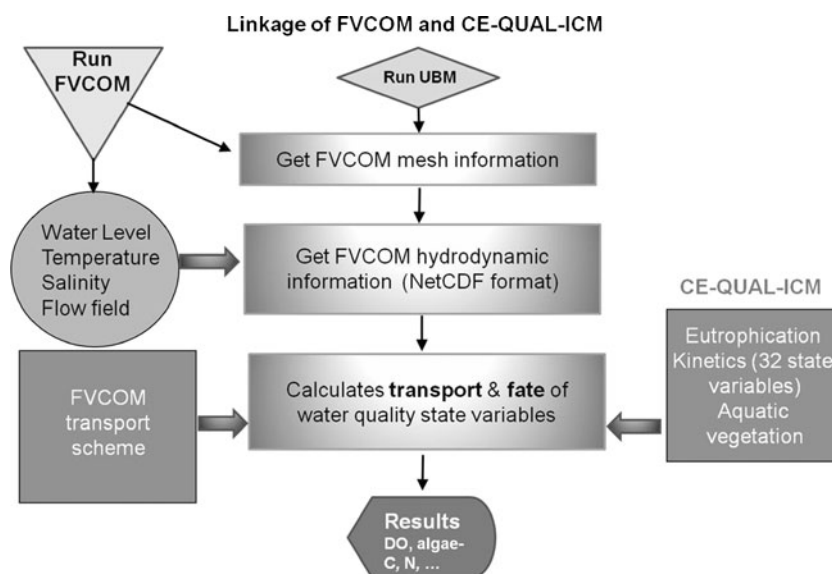 Linkage of FVCOM and CE-QUAL-ICM
Run
FVCOM
Run UBM
Get FVCOM mesh information
Water Level
Temperature
Salinity
Flow field
Get FVCOM hydrodynamic
information (NetCDF format)
CE-QUAL-ICM
Eutrophication
Kinetics (32 state
variables)
Aquatic
vegetation
FVCOM
transport
scheme
Calculates transport & fate of
water quality state variables
Results
DO, algae-
C, N, ...